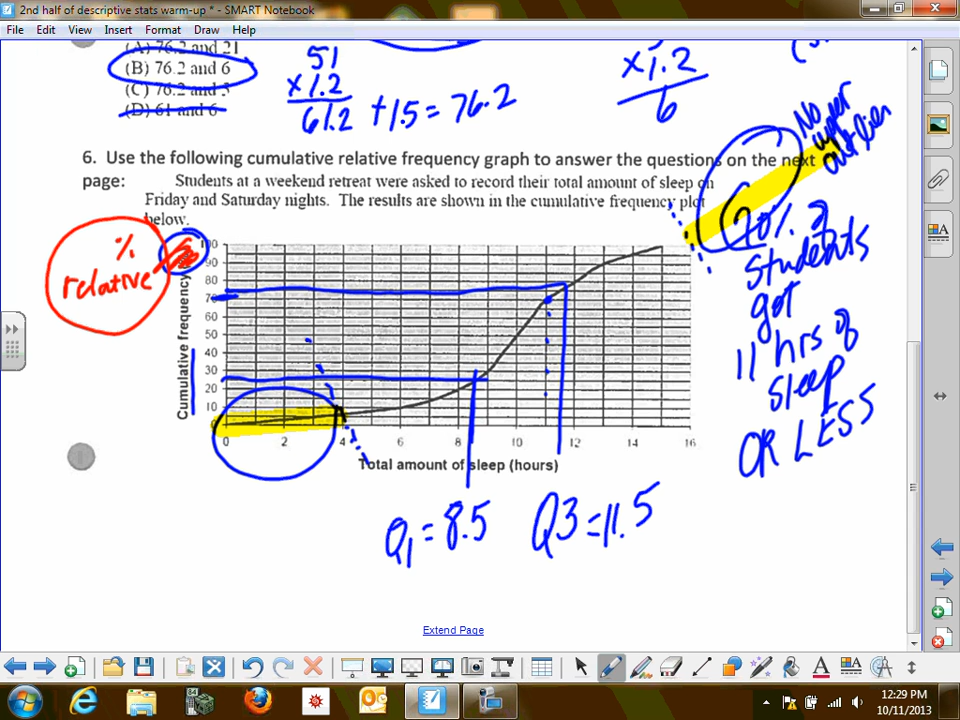 2nd half of descriptive stats warm-up * - SMART Notebook
File Edit View Insert Format Draw Help
(A) 76.2 and 21
(B) 76.2 and 6
(C) 76.2 and 3
(D) 61 and 6
51
x1.2
61.2 +15 = 76.2
x1.2
6
No
upper
outlier
6. Use the following cumulative relative frequency graph to answer the questions on the next
page:
Students at a weekend retreat were asked to record their total amount of sleep on
Friday and Saturday nights. The results are shown in the cumulative frequency plot
below.
%
relative
Cumulative frequency
100
90
80
70
60
50
40
30
20
10
0 2 4 6 8 10 12 14 16
Total amount of sleep (hours)
70% of
students
got
11 hrs of
sleep
OR LESS
Q1 = 8.5 Q3 = 11.5
Extend Page
12:29 PM
10/11/2013